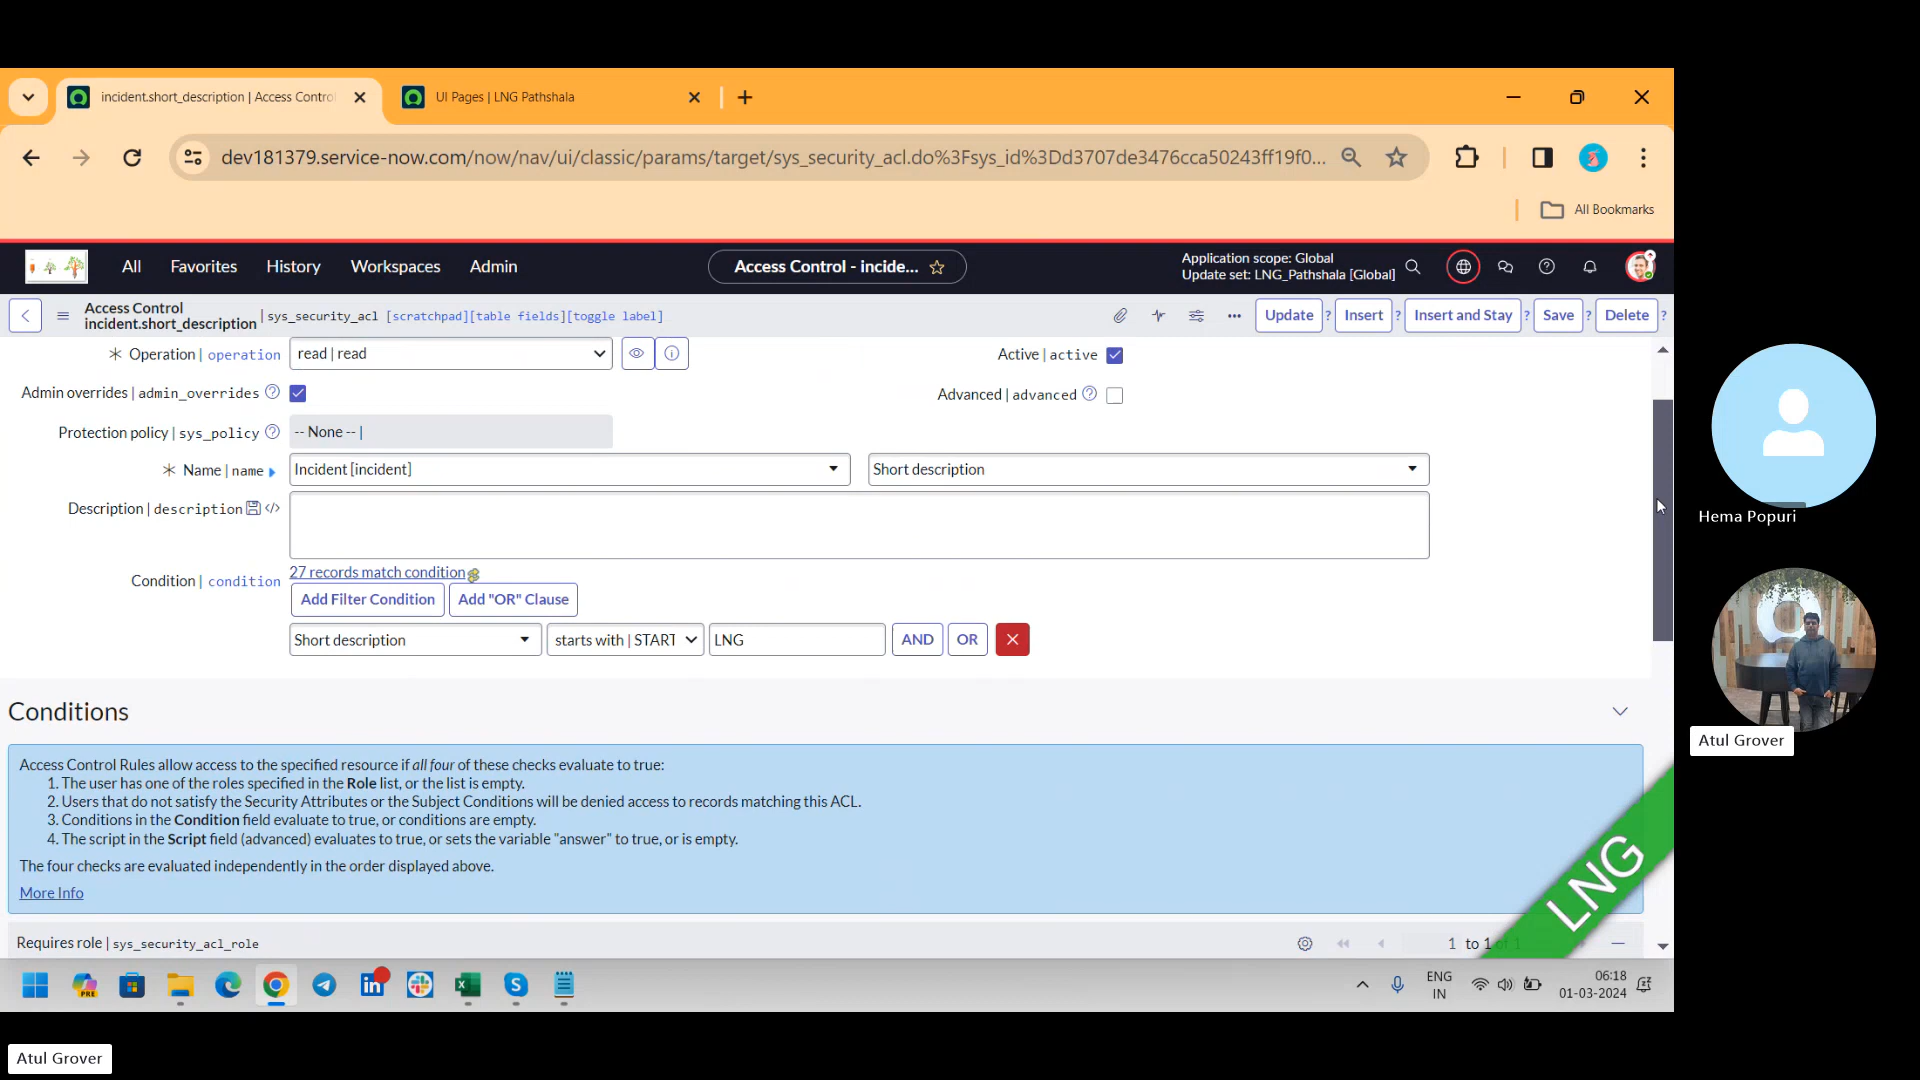 incident.short_description | Access Contro
UI Pages | LNG Pathshala
dev181379.service-now.com/now/nav/ui/classic/params/target/sys_security_acl.do%3Fsys_id%3Dd3707de3476cca50243ff19f0...
All Bookmarks
All
Favorites
History
Workspaces
Admin
Access Control - incide...
Application scope: Global
Update set: LNG_Pathshala [Global]
Access Control
incident.short_description
|sys_security_acl [scratchpad][table fields][toggle label]
Update ?
Insert ?
Insert and Stay ?
Save ?
Delete ?
Operation | operation
read | read
Active | active
Admin overrides | admin_overrides
Advanced | advanced
Protection policy | sys_policy
-- None -- |
Name | name
Incident [incident]
Short description
Description | description
Condition | condition
27 records match condition
Add Filter Condition
Add "OR" Clause
Short description
starts with | START
LNG
AND
OR
Conditions
Access Control Rules allow access to the specified resource if all four of these checks evaluate to true:
1. The user has one of the roles specified in the Role list, or the list is empty.
2. Users that do not satisfy the Security Attributes or the Subject Conditions will be denied access to records matching this ACL.
3. Conditions in the Condition field evaluate to true, or conditions are empty.
4. The script in the Script field (advanced) evaluates to true, or sets the variable "answer" to true, or is empty.
The four checks are evaluated independently in the order displayed above.
More Info
Requires role | sys_security_acl_role
1 to 1 of 1
LNG
PRE
ENG
IN
06:18
01-03-2024
Hema Popuri
Atul Grover
Atul Grover